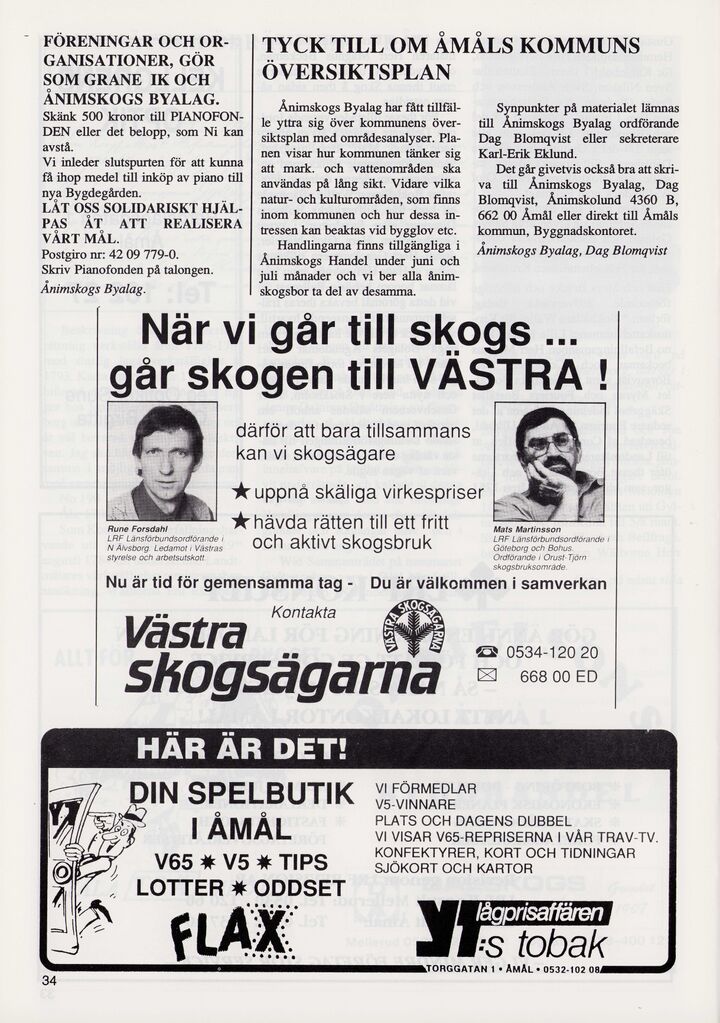 FÖRENINGAR OCH OR-
GANISATIONER, GÖR
SOM GRANE IK OCH
ÅNIMSKOGS BYALAG.
Skänk 500 kronor till PIANOFON-
DEN eller det belopp, som Ni kan
avstå.
Vi inleder slutspurten för att kunna
få ihop medel till inköp av piano till
nya Bygdegården.
LÅT OSS SOLIDARISKT HJÄL-
PAS ÅT ATT REALISERA
VÅRT MÅL.
Postgiro nr: 42 09 779-0.
Skriv Pianofonden på talongen.
Ånimskogs Byalag.
TYCK TILL OM ÅMÅLS KOMMUNS
ÖVERSIKTSPLAN
Ånimskogs Byalag har fått tillfäl-
le yttra sig över kommunens över-
siktsplan med områdesanalyser. Pla-
nen visar hur kommunen tänker sig
att mark. och vattenområden ska
användas på lång sikt. Vidare vilka
natur- och kulturområden, som finns
inom kommunen och hur dessa in-
tressen kan beaktas vid bygglov etc.
Handlingarna finns tillgängliga i
Ånimskogs Handel under juni och
juli månader och vi ber alla ånim-
skogsbor ta del av desamma.
Synpunkter på materialet lämnas
till Ånimskogs Byalag ordförande
Dag Blomqvist eller sekreterare
Karl-Erik Eklund.
Det går givetvis också bra att skri-
va till Ånimskogs Byalag, Dag
Blomqvist, Ånimskolund 4360 B,
662 00 Åmål eller direkt till Åmåls
kommun, Byggnadskontoret.
Ånimskogs Byalag, Dag Blomqvist
När vi går till skogs ...
går skogen till VÄSTRA !
därför att bara tillsammans
kan vi skogsägare
★ uppnå skäliga virkespriser
★ hävda rätten till ett fritt
och aktivt skogsbruk
Rune Forsdahl
LRF Länsförbundsordförande i
N Älvsborg. Ledamot i Västras
styrelse och arbetsutskott
Mats Martinsson
LRF Länsförbundsordförande i
Göteborg och Bohus.
Ordförande i Orust-Tjörn
skogsbruksområde.
Nu är tid för gemensamma tag - Du är välkommen i samverkan
Kontakta
Västra
skogsägarna
VÄSTRA SKOGSÄGARNA
☎ 0534-120 20
✉ 668 00 ED
HÄR ÄR DET!
DIN SPELBUTIK
I ÅMÅL
V65 ✱ V5 ✱ TIPS
LOTTER ✱ ODDSET
FLAX
VI FÖRMEDLAR
V5-VINNARE
PLATS OCH DAGENS DUBBEL
VI VISAR V65-REPRISERNA I VÅR TRAV-TV.
KONFEKTYRER, KORT OCH TIDNINGAR
SJÖKORT OCH KARTOR
lågprisaffären
YT:s tobak
TORGGATAN 1 • ÅMÅL • 0532-102 08
34